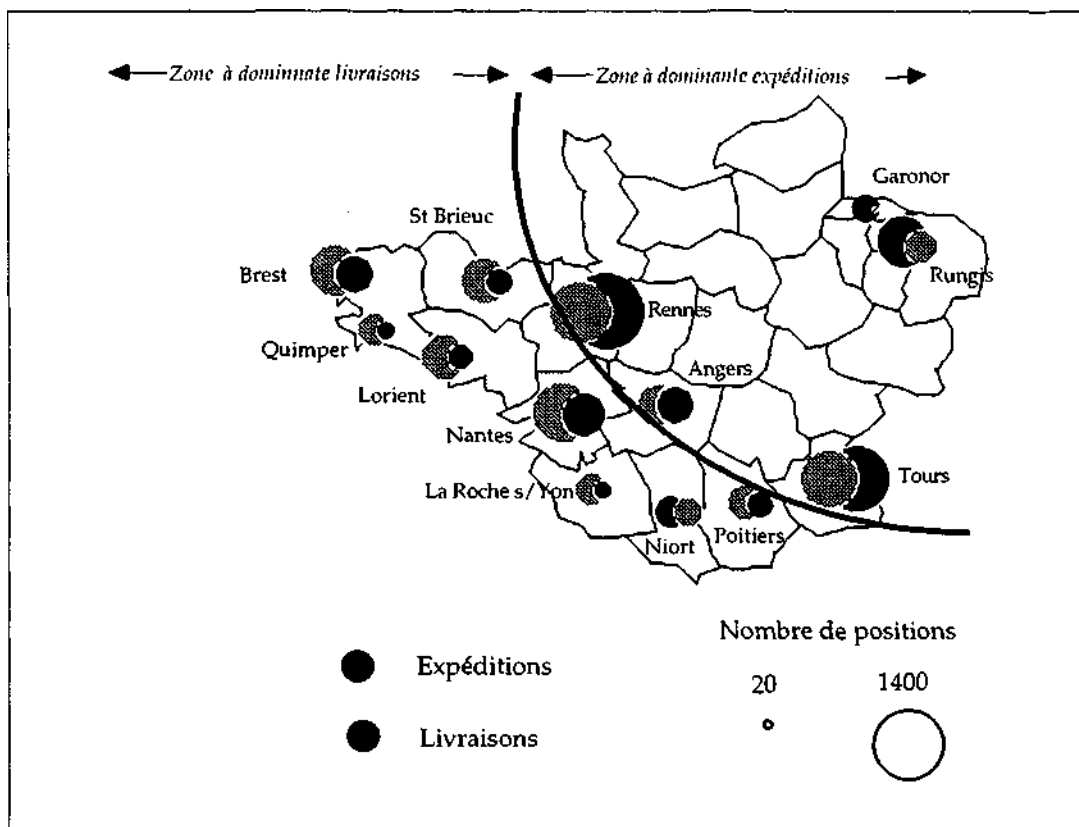 Zone à dominnate livraisons
Zone à dominante expéditions
Garonor
St Brieuc
Brest
Rungis
Rennes
Quimper
Angers
Lorient
Nantes
La Roche s/Yon
Tours
Niort
Poitiers
Nombre de positions
Expéditions
20
1400
Livraisons